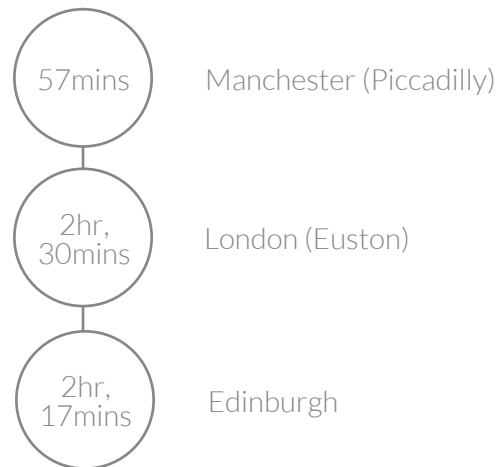 57mins
Manchester (Piccadilly)
2hr,
30mins
London (Euston)
2hr,
17mins
Edinburgh